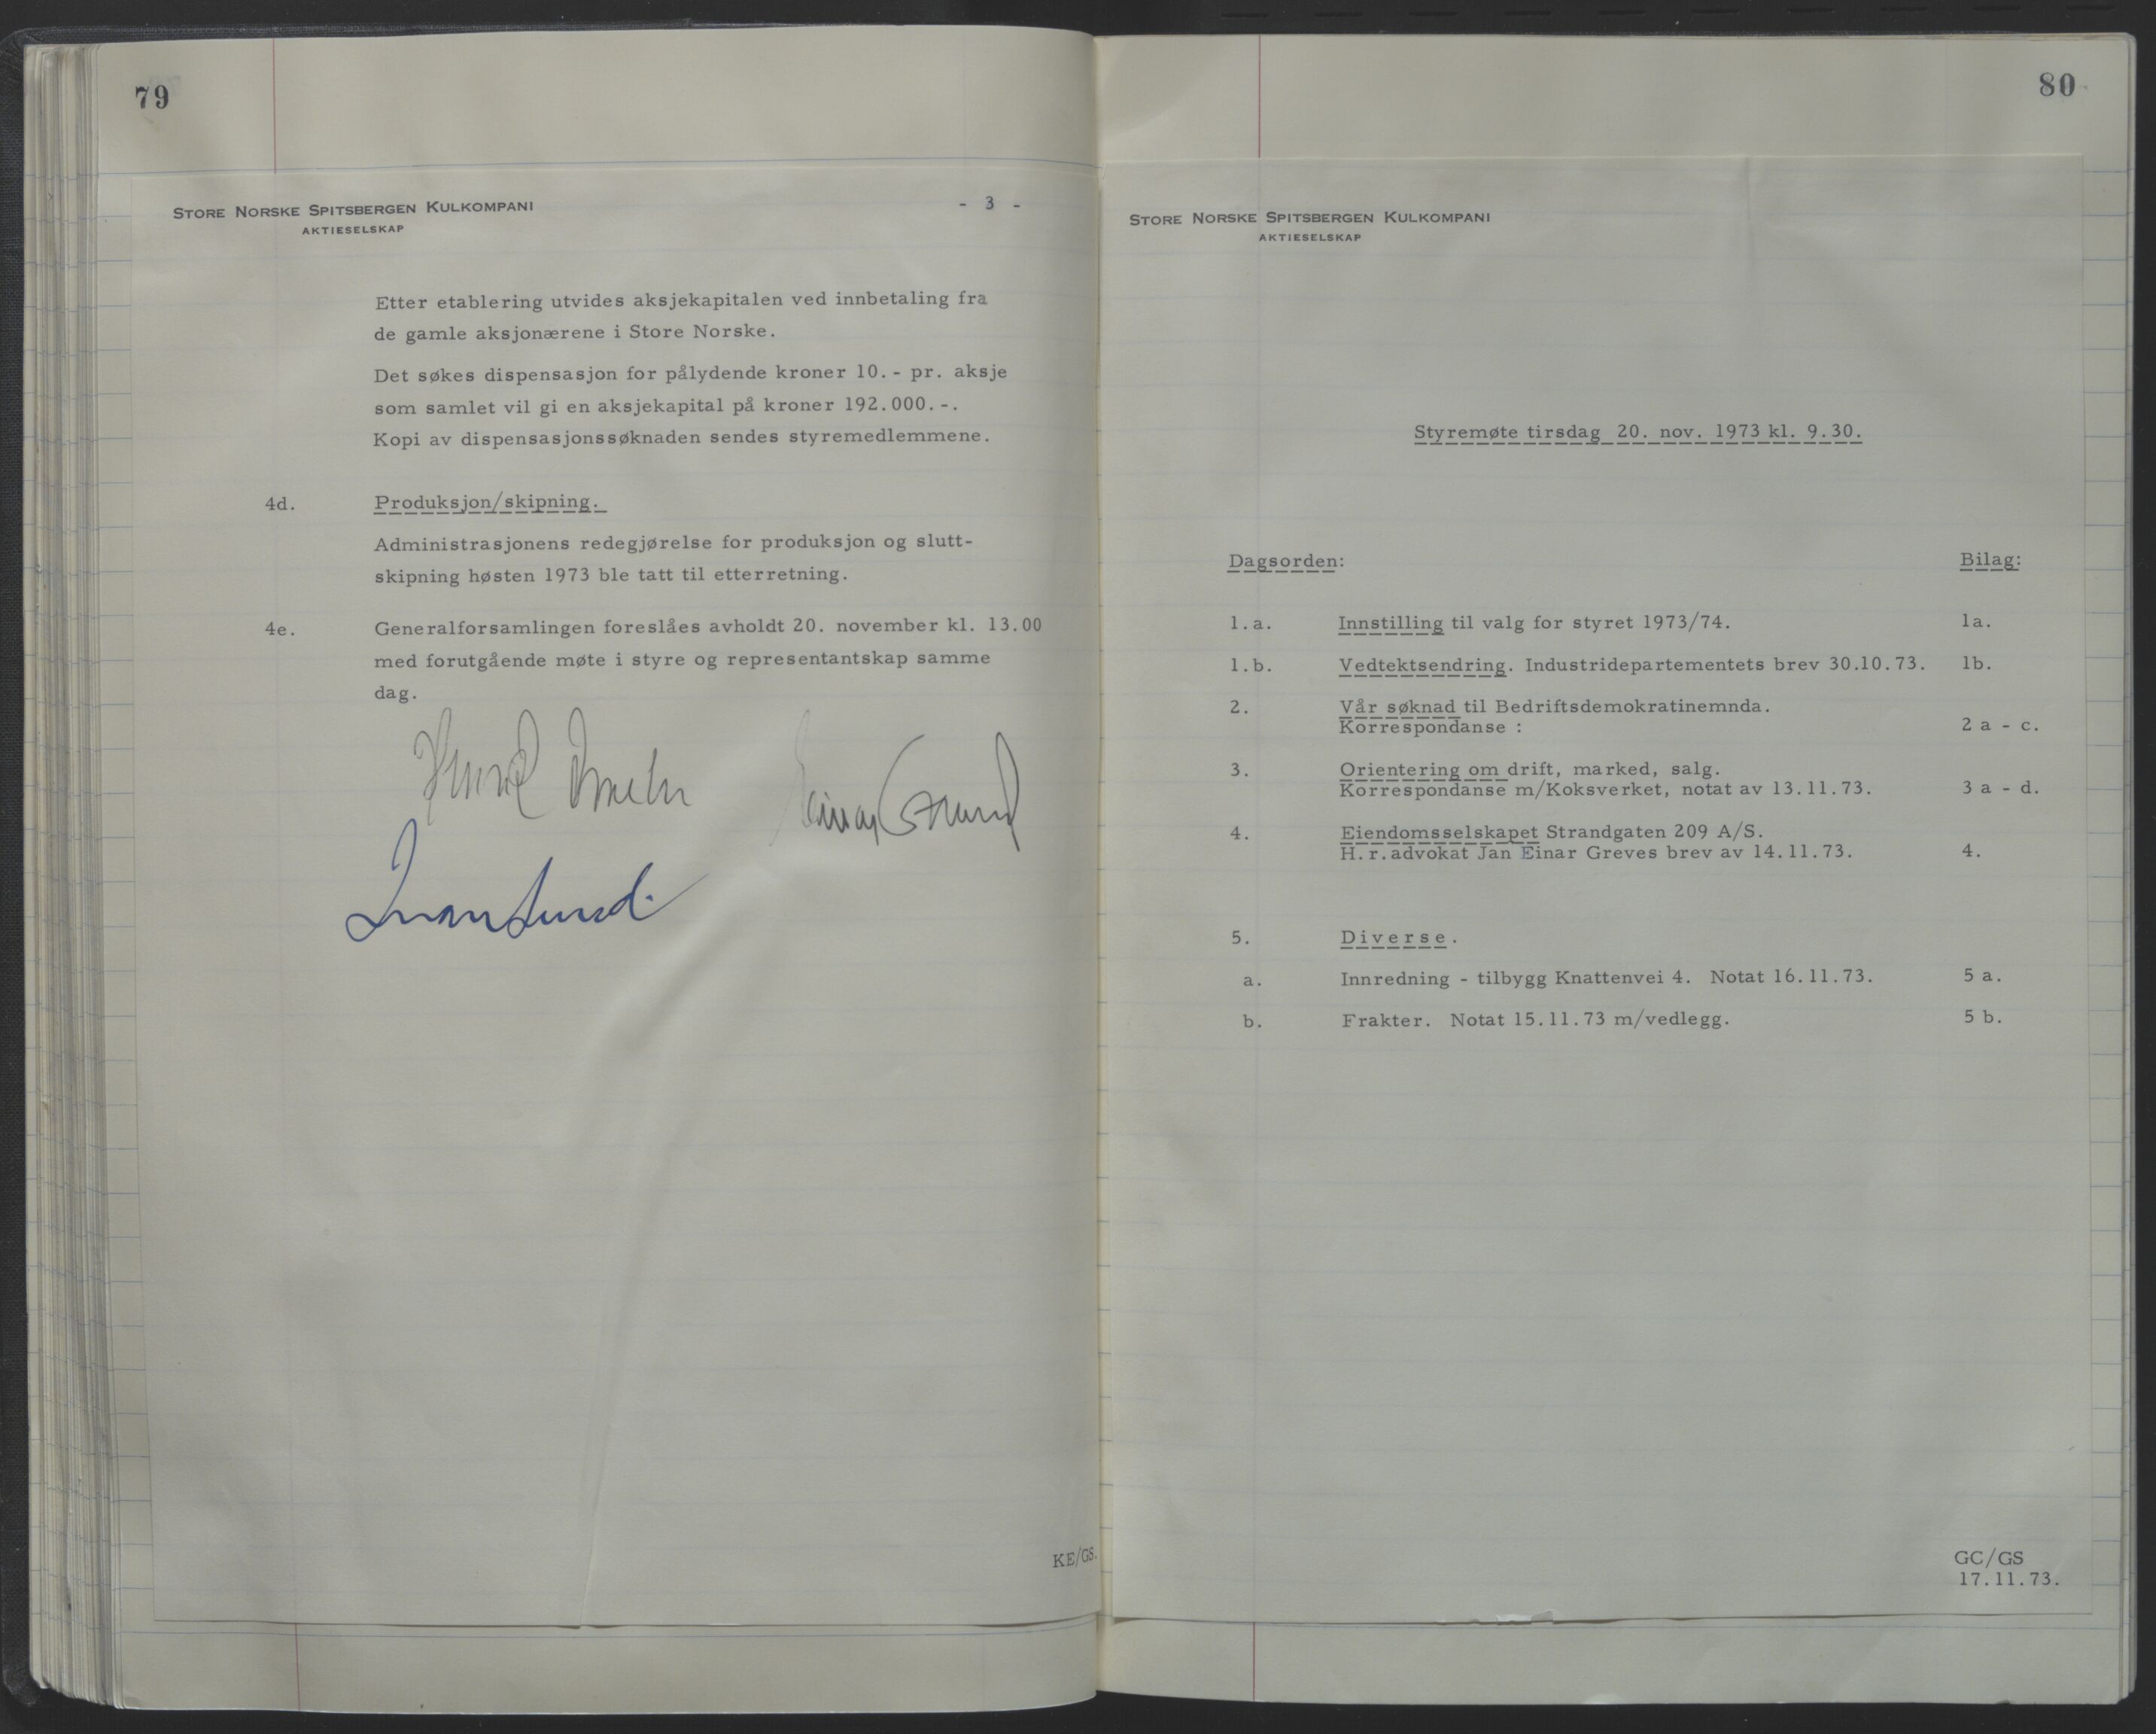 79
STORE NORSKE SPITSBERGEN KULKOMPANI
AKTIESELSKAP
- 3 -
Etter etablering utvides aksjekapitalen ved innbetaling fra
de gamle aksjonærene i Store Norske.
Det søkes dispensasjon for pålydende kroner 10.- pr. aksje
som samlet vil gi en aksjekapital på kroner 192.000.-.
Kopi av dispensasjonssøknaden sendes styremedlemmene.
4d. Produksjon/skipning.
Administrasjonens redegjørelse for produksjon og slutt-
skipning høsten 1973 ble tatt til etterretning.
4e. Generalforsamlingen foreslåes avholdt 20. november kl. 13.00
med forutgående møte i styre og representantskap samme
dag.
KE/GS.
80
STORE NORSKE SPITSBERGEN KULKOMPANI
AKTIESELSKAP
Styremøte tirsdag 20. nov. 1973 kl. 9.30.
Dagsorden: Bilag:
1.a. Innstilling til valg for styret 1973/74. 1a.
1.b. Vedtektsendring. Industridepartementets brev 30.10.73. 1b.
2. Vår søknad til Bedriftsdemokratinemnda.
Korrespondanse : 2 a - c.
3. Orientering om drift, marked, salg.
Korrespondanse m/Koksverket, notat av 13.11.73. 3 a - d.
4. Eiendomsselskapet Strandgaten 209 A/S.
H.r.advokat Jan Einar Greves brev av 14.11.73. 4.
5. Diverse.
a. Innredning - tilbygg Knattenvei 4. Notat 16.11.73. 5 a.
b. Frakter. Notat 15.11.73 m/vedlegg. 5 b.
GC/GS
17.11.73.